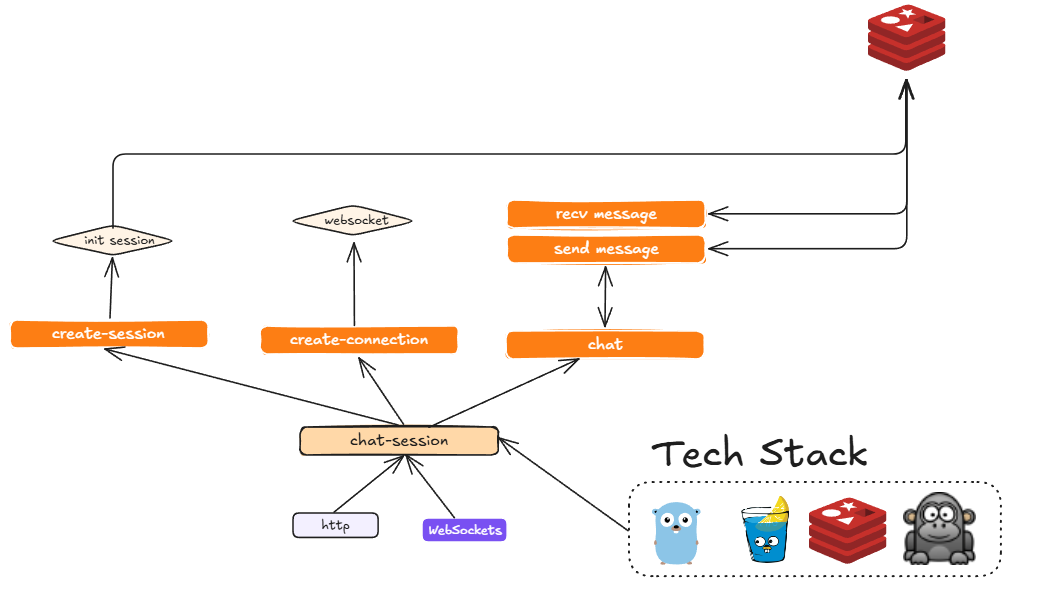 recv message
websocket
init session
send message
create-session
create-connection
chat
chat-session
Tech Stack
http
WebSockets